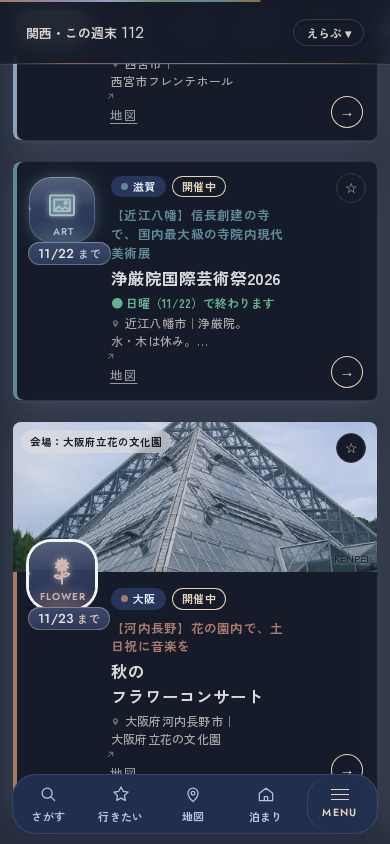 関西・この週末 112
えらぶ ▾
西宮市｜
西宮市フレンテホール
↗
地図
→
ART
11/22 まで
滋賀
開催中
☆
【近江八幡】信長創建の寺
で、国内最大級の寺院内現代
美術展
浄厳院国際芸術祭2026
日曜（11/22）で終わります
近江八幡市｜浄厳院。
水・木は休み。…
↗
地図
→
会場：大阪府立花の文化園
☆
KENPEI
FLOWER
11/23 まで
大阪
開催中
【河内長野】花の園内で、土
日祝に音楽を
秋の
フラワーコンサート
大阪府河内長野市｜
大阪府立花の文化園
↗
地図
→
さがす
行きたい
地図
泊まり
MENU